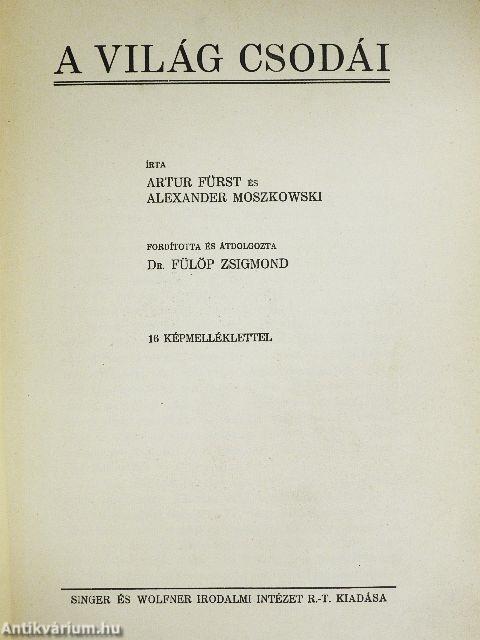 A VILÁG CSODÁI
ÍRTA
ARTUR FÜRST ÉS
ALEXANDER MOSZKOWSKI
FORDÍTOTTA ÉS ÁTDOLGOZTA
DR. FÜLÖP ZSIGMOND
16 KÉPMELLÉKLETTEL
SINGER ÉS WOLFNER IRODALMI INTÉZET R.-T. KIADÁSA
Antikvárium.hu